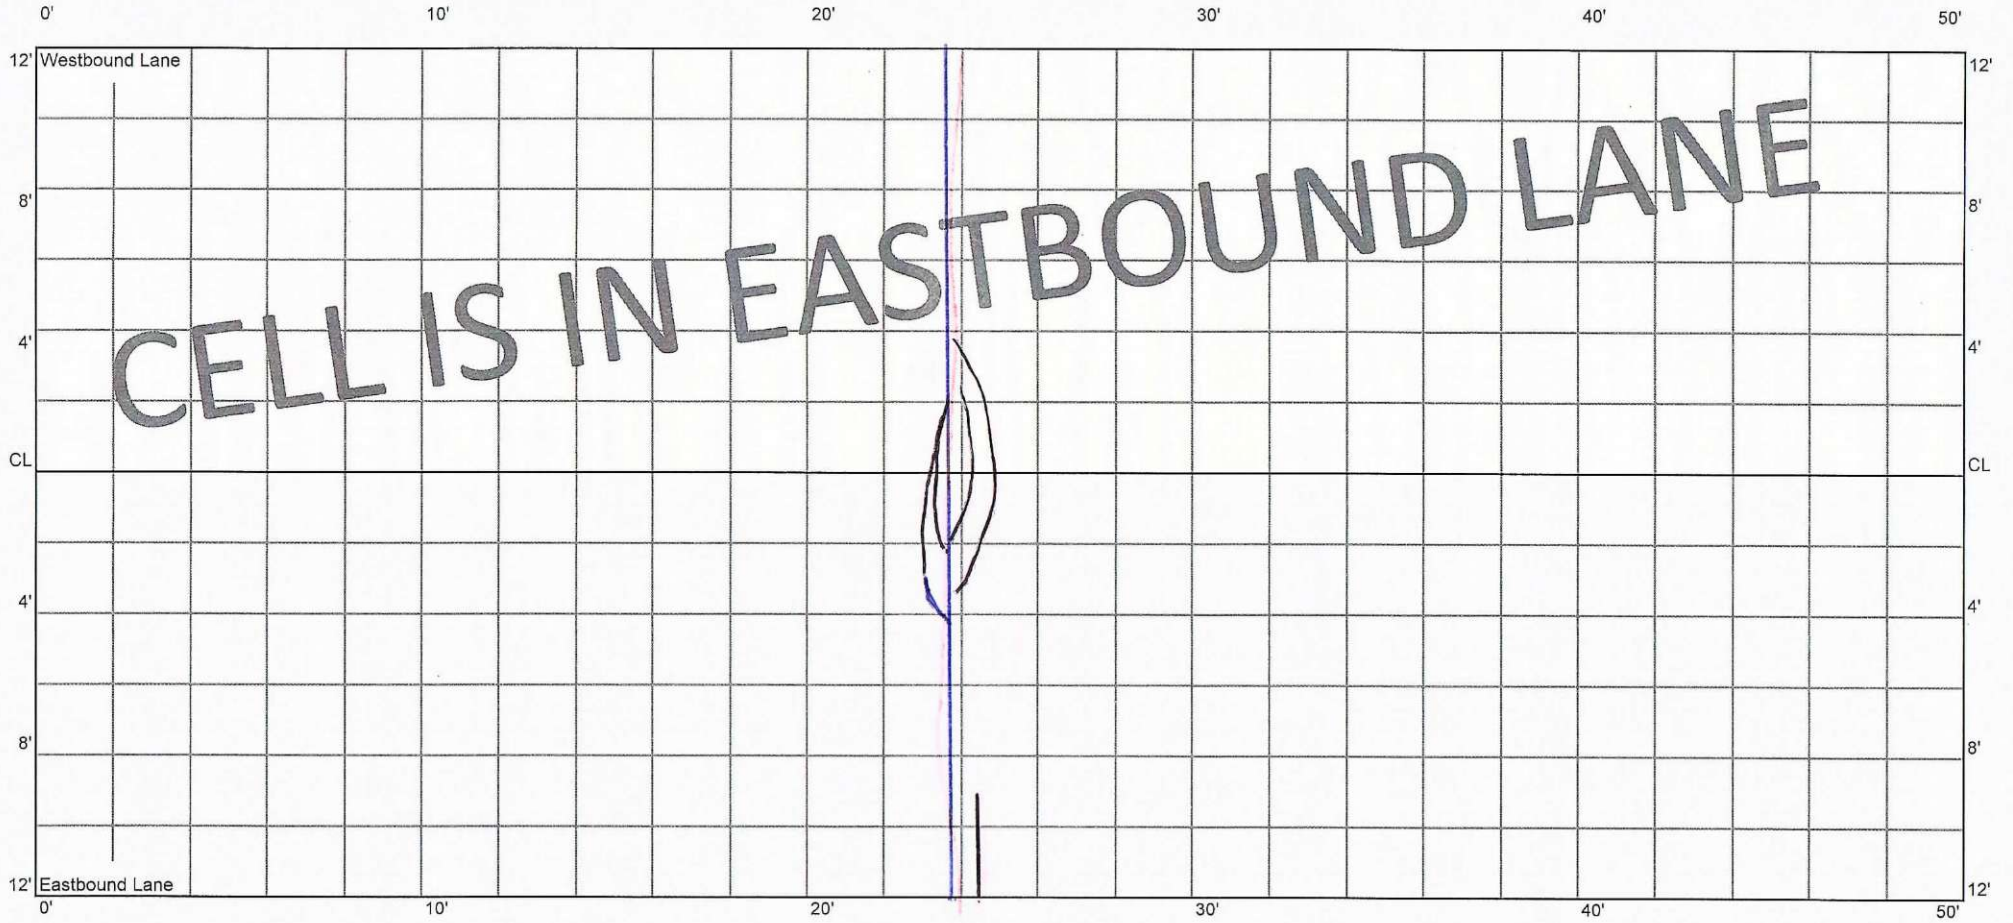 0' 10' 20' 30' 40' 50'
12' Westbound Lane 12'
8' 8'
4' 4'
CELL IS IN EASTBOUND LANE
CL CL
4' 4'
8' 8'
12' Eastbound Lane 12'
0' 10' 20' 30' 40' 50'